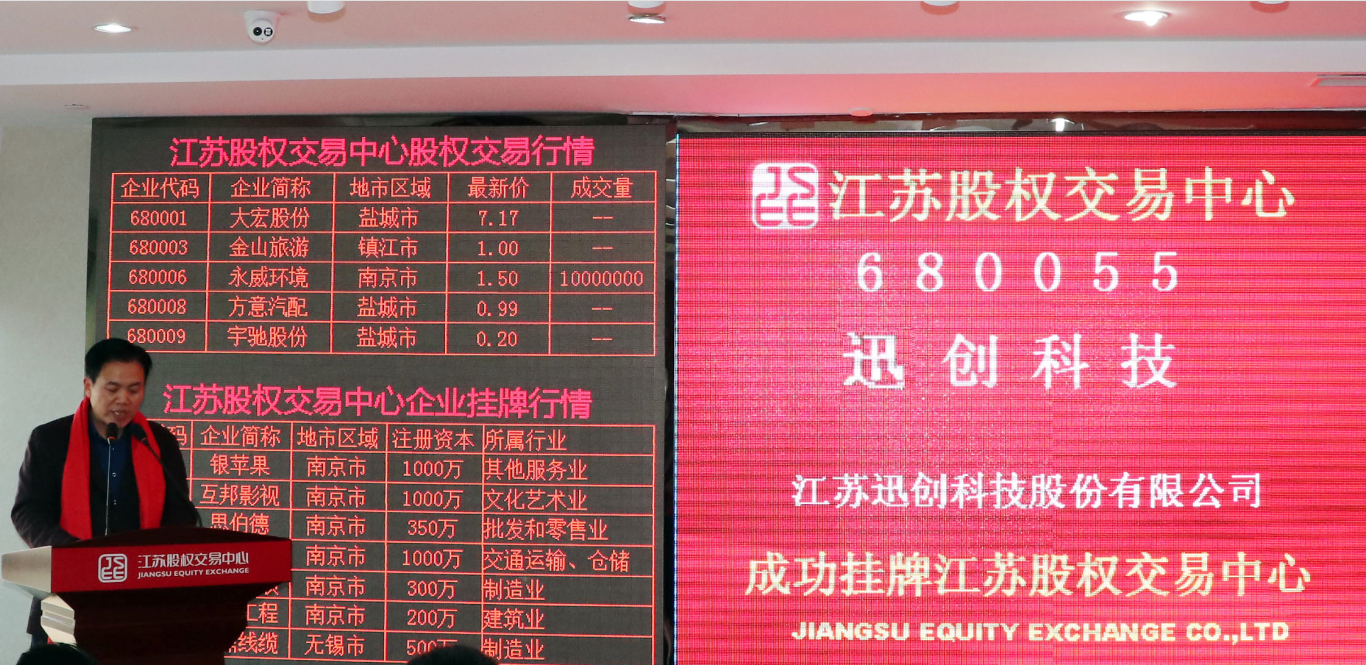 江苏股权交易中心股权交易行情
企业代码 企业简称 地市区域 最新价 成交量
680001 大宏股份 盐城市 7.17 --
680003 金山旅游 镇江市 1.00 --
680006 永威环境 南京市 1.50 10000000
680008 方意汽配 盐城市 0.99 --
680009 宇驰股份 盐城市 0.20 --
江苏股权交易中心企业挂牌行情
码 企业简称 地市区域 注册资本 所属行业
银苹果 南京市 1000万 其他服务业
互邦影视 南京市 1000万 文化艺术业
思伯德 南京市 350万 批发和零售业
南京市 1000万 交通运输、仓储
南京市 300万 制造业
工程 南京市 200万 建筑业
线缆 无锡市 500万 制造业
JSEE 江苏股权交易中心
JIANGSU EQUITY EXCHANGE
JSEE 江苏股权交易中心
680055
迅创科技
江苏迅创科技股份有限公司
成功挂牌江苏股权交易中心
JIANGSU EQUITY EXCHANGE CO.,LTD